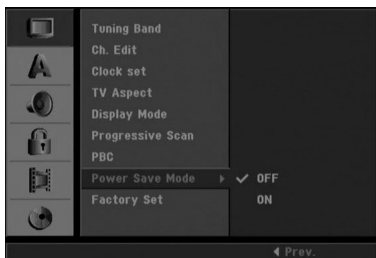 Tuning Band
Ch. Edit
Clock set
TV Aspect
Display Mode
Progressive Scan
PBC
Power Save Mode ▶ ✓ OFF
Factory Set ON
◀ Prev.